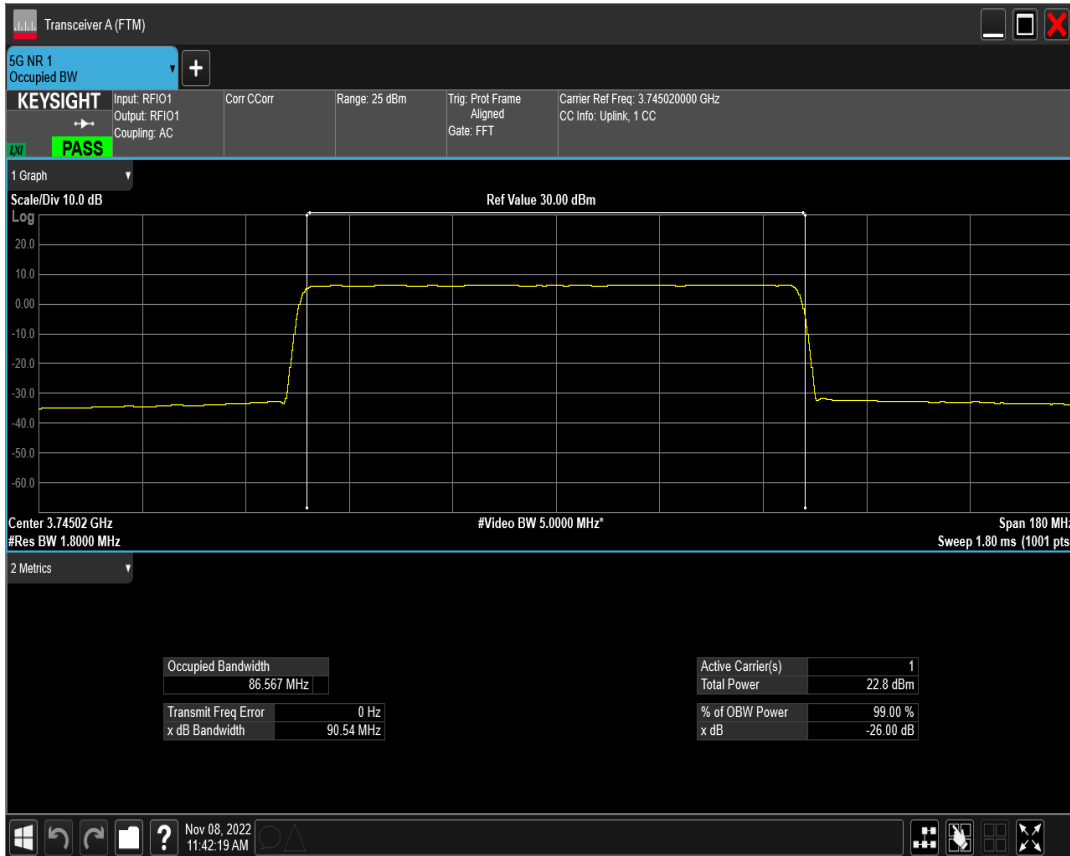 Transceiver A (FTM)
5G NR 1
Occupied BW
+
KEYSIGHT
LXI
PASS
Input: RFIO1
Output: RFIO1
Coupling: AC
Corr CCorr
Range: 25 dBm
Trig: Prot Frame
Aligned
Gate: FFT
Carrier Ref Freq: 3.745020000 GHz
CC Info: Uplink, 1 CC
1 Graph
Scale/Div 10.0 dB
Ref Value 30.00 dBm
Log
20.0
10.0
0.00
-10.0
-20.0
-30.0
-40.0
-50.0
-60.0
Center 3.74502 GHz
#Video BW 5.0000 MHz*
Span 180 MHz
#Res BW 1.8000 MHz
Sweep 1.80 ms (1001 pts
2 Metrics
Occupied Bandwidth
86.567 MHz
Transmit Freq Error 0 Hz
x dB Bandwidth 90.54 MHz
Active Carrier(s) 1
Total Power 22.8 dBm
% of OBW Power 99.00 %
x dB -26.00 dB
?
Nov 08, 2022
11:42:19 AM